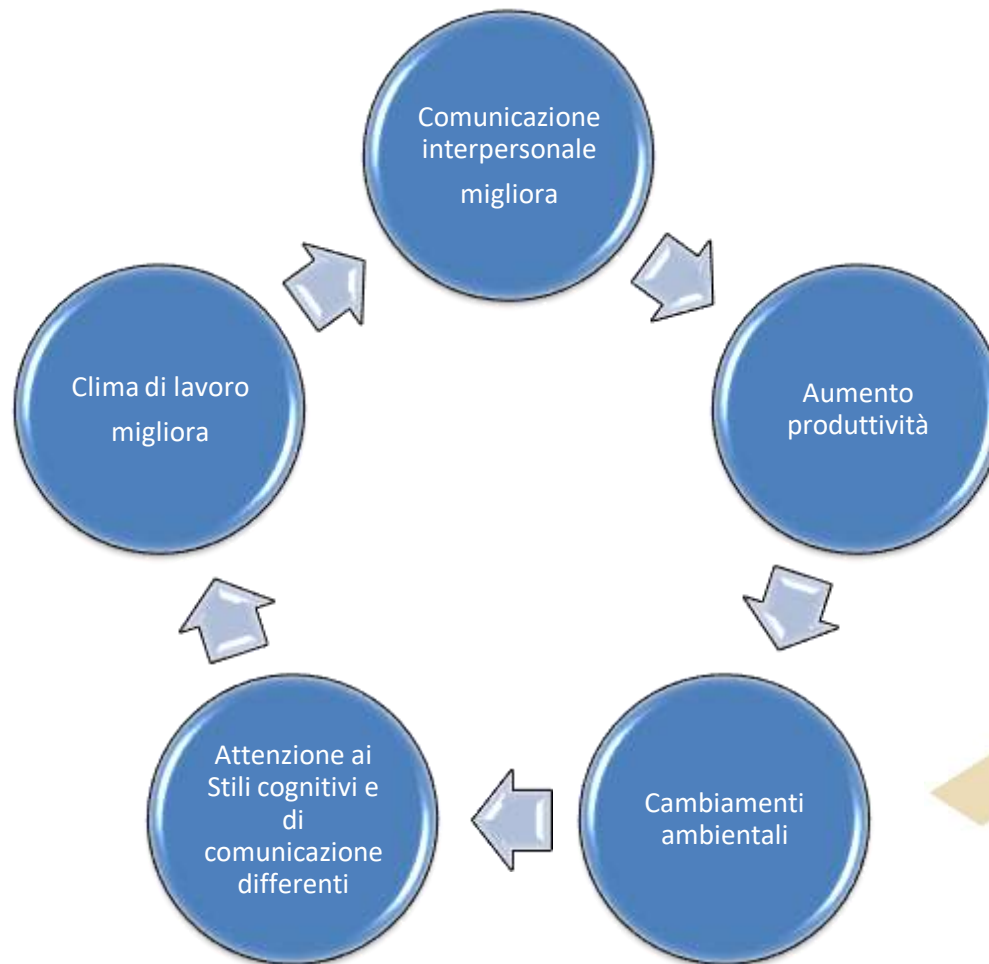 Comunicazione
interpersonale
migliora
Aumento
produttività
Cambiamenti
ambientali
Attenzione ai
Stili cognitivi e
di
comunicazione
differenti
Clima di lavoro
migliora